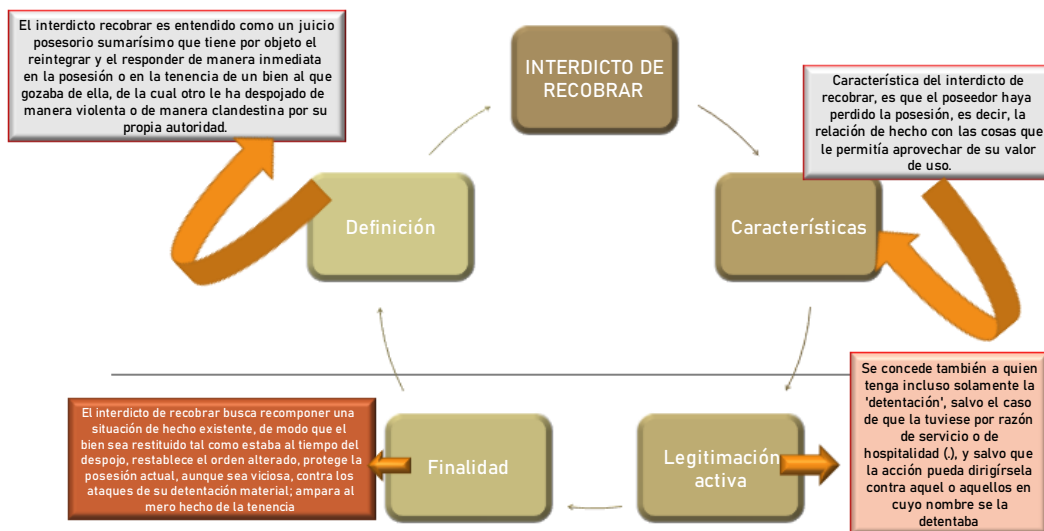 El interdicto recobrar es entendido como un juicio
posesorio sumarísimo que tiene por objeto el
reintegrar y el responder de manera inmediata
en la posesión o en la tenencia de un bien al que
gozaba de ella, de la cual otro le ha despojado de
manera violenta o de manera clandestina por su
propia autoridad.
INTERDICTO DE
RECOBRAR
Característica del interdicto de
recobrar, es que el poseedor haya
perdido la posesión, es decir, la
relación de hecho con las cosas que
le permitía aprovechar de su valor
de uso.
Definición
Características
El interdicto de recobrar busca recomponer una
situación de hecho existente, de modo que el
bien sea restituido tal como estaba al tiempo del
despojo, restablece el orden alterado, protege la
posesión actual, aunque sea viciosa, contra los
ataques de su detentación material; ampara al
mero hecho de la tenencia
Finalidad
Legitimación
activa
Se concede también a quien
tenga incluso solamente la
'detentación', salvo el caso
de que la tuviese por razón
de servicio o de
hospitalidad (.), y salvo que
la acción pueda dirigírsela
contra aquel o aquellos en
cuyo nombre se la
detentaba